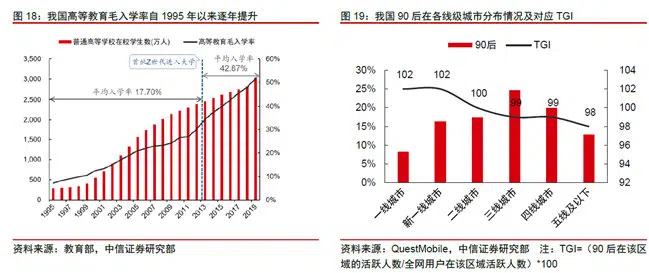 图 18：我国高等教育毛入学率自 1995 年以来逐年提升
普通高等学校在校学生数(万人)
高等教育毛入学率
首批Z世代进入大学
平均入学率
42.67%
平均入学率 17.70%
3,500
3,000
2,500
2,000
1,500
1,000
500
0
60%
50%
40%
30%
20%
10%
0%
1995
1997
1999
2001
2003
2005
2007
2009
2011
2013
2015
2017
2019
资料来源：教育部，中信证券研究部
图 19：我国 90 后在各线级城市分布情况及对应 TGI
90后
TGI
30%
25%
20%
15%
10%
5%
0%
102
102
100
99
99
98
104
102
100
98
96
94
92
一线城市
新一线城市
二线城市
三线城市
四线城市
五线及以下
资料来源：QuestMobile，中信证券研究部 注：TGI=（90 后在该区
域的活跃人数/全网用户在该区域活跃人数）*100